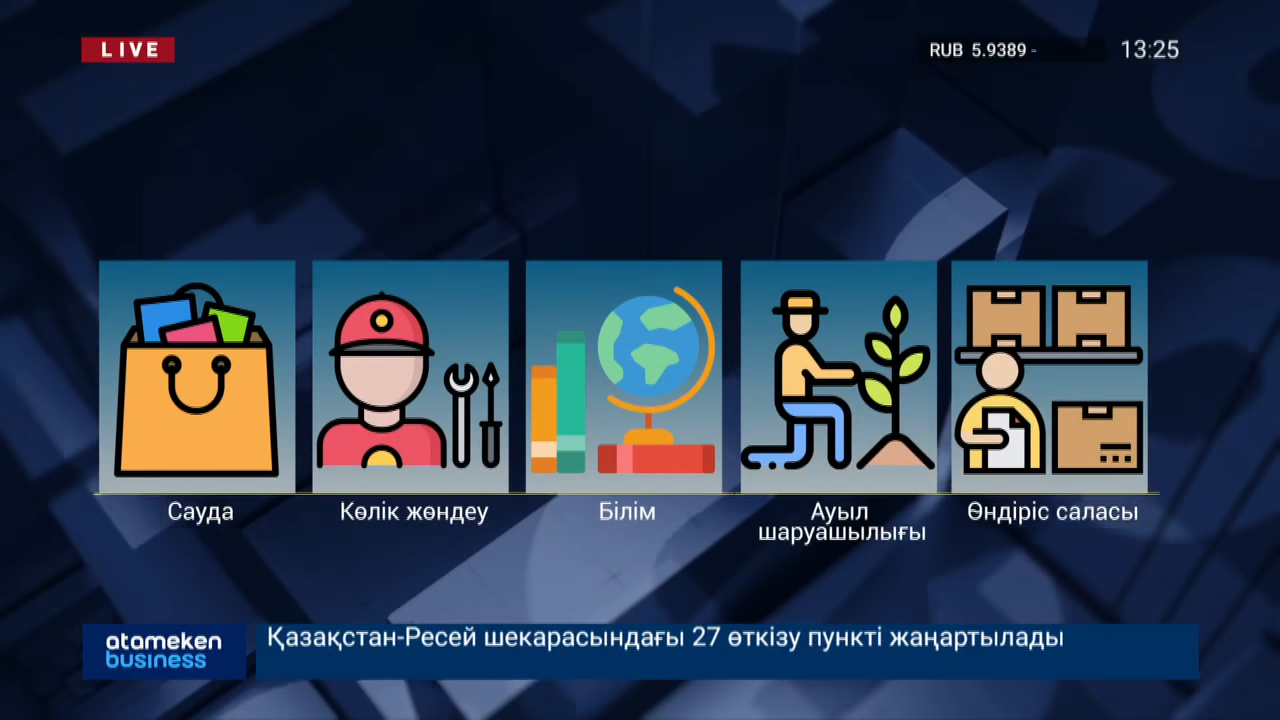 LIVE
RUB 5.9389 -
13:25
Сауда
Көлік жөндеу
Білім
Ауыл
шаруашылығы
Өндіріс саласы
atameken
business
Қазақстан-Ресей шекарасындағы 27 өткізу пункті жаңартылады